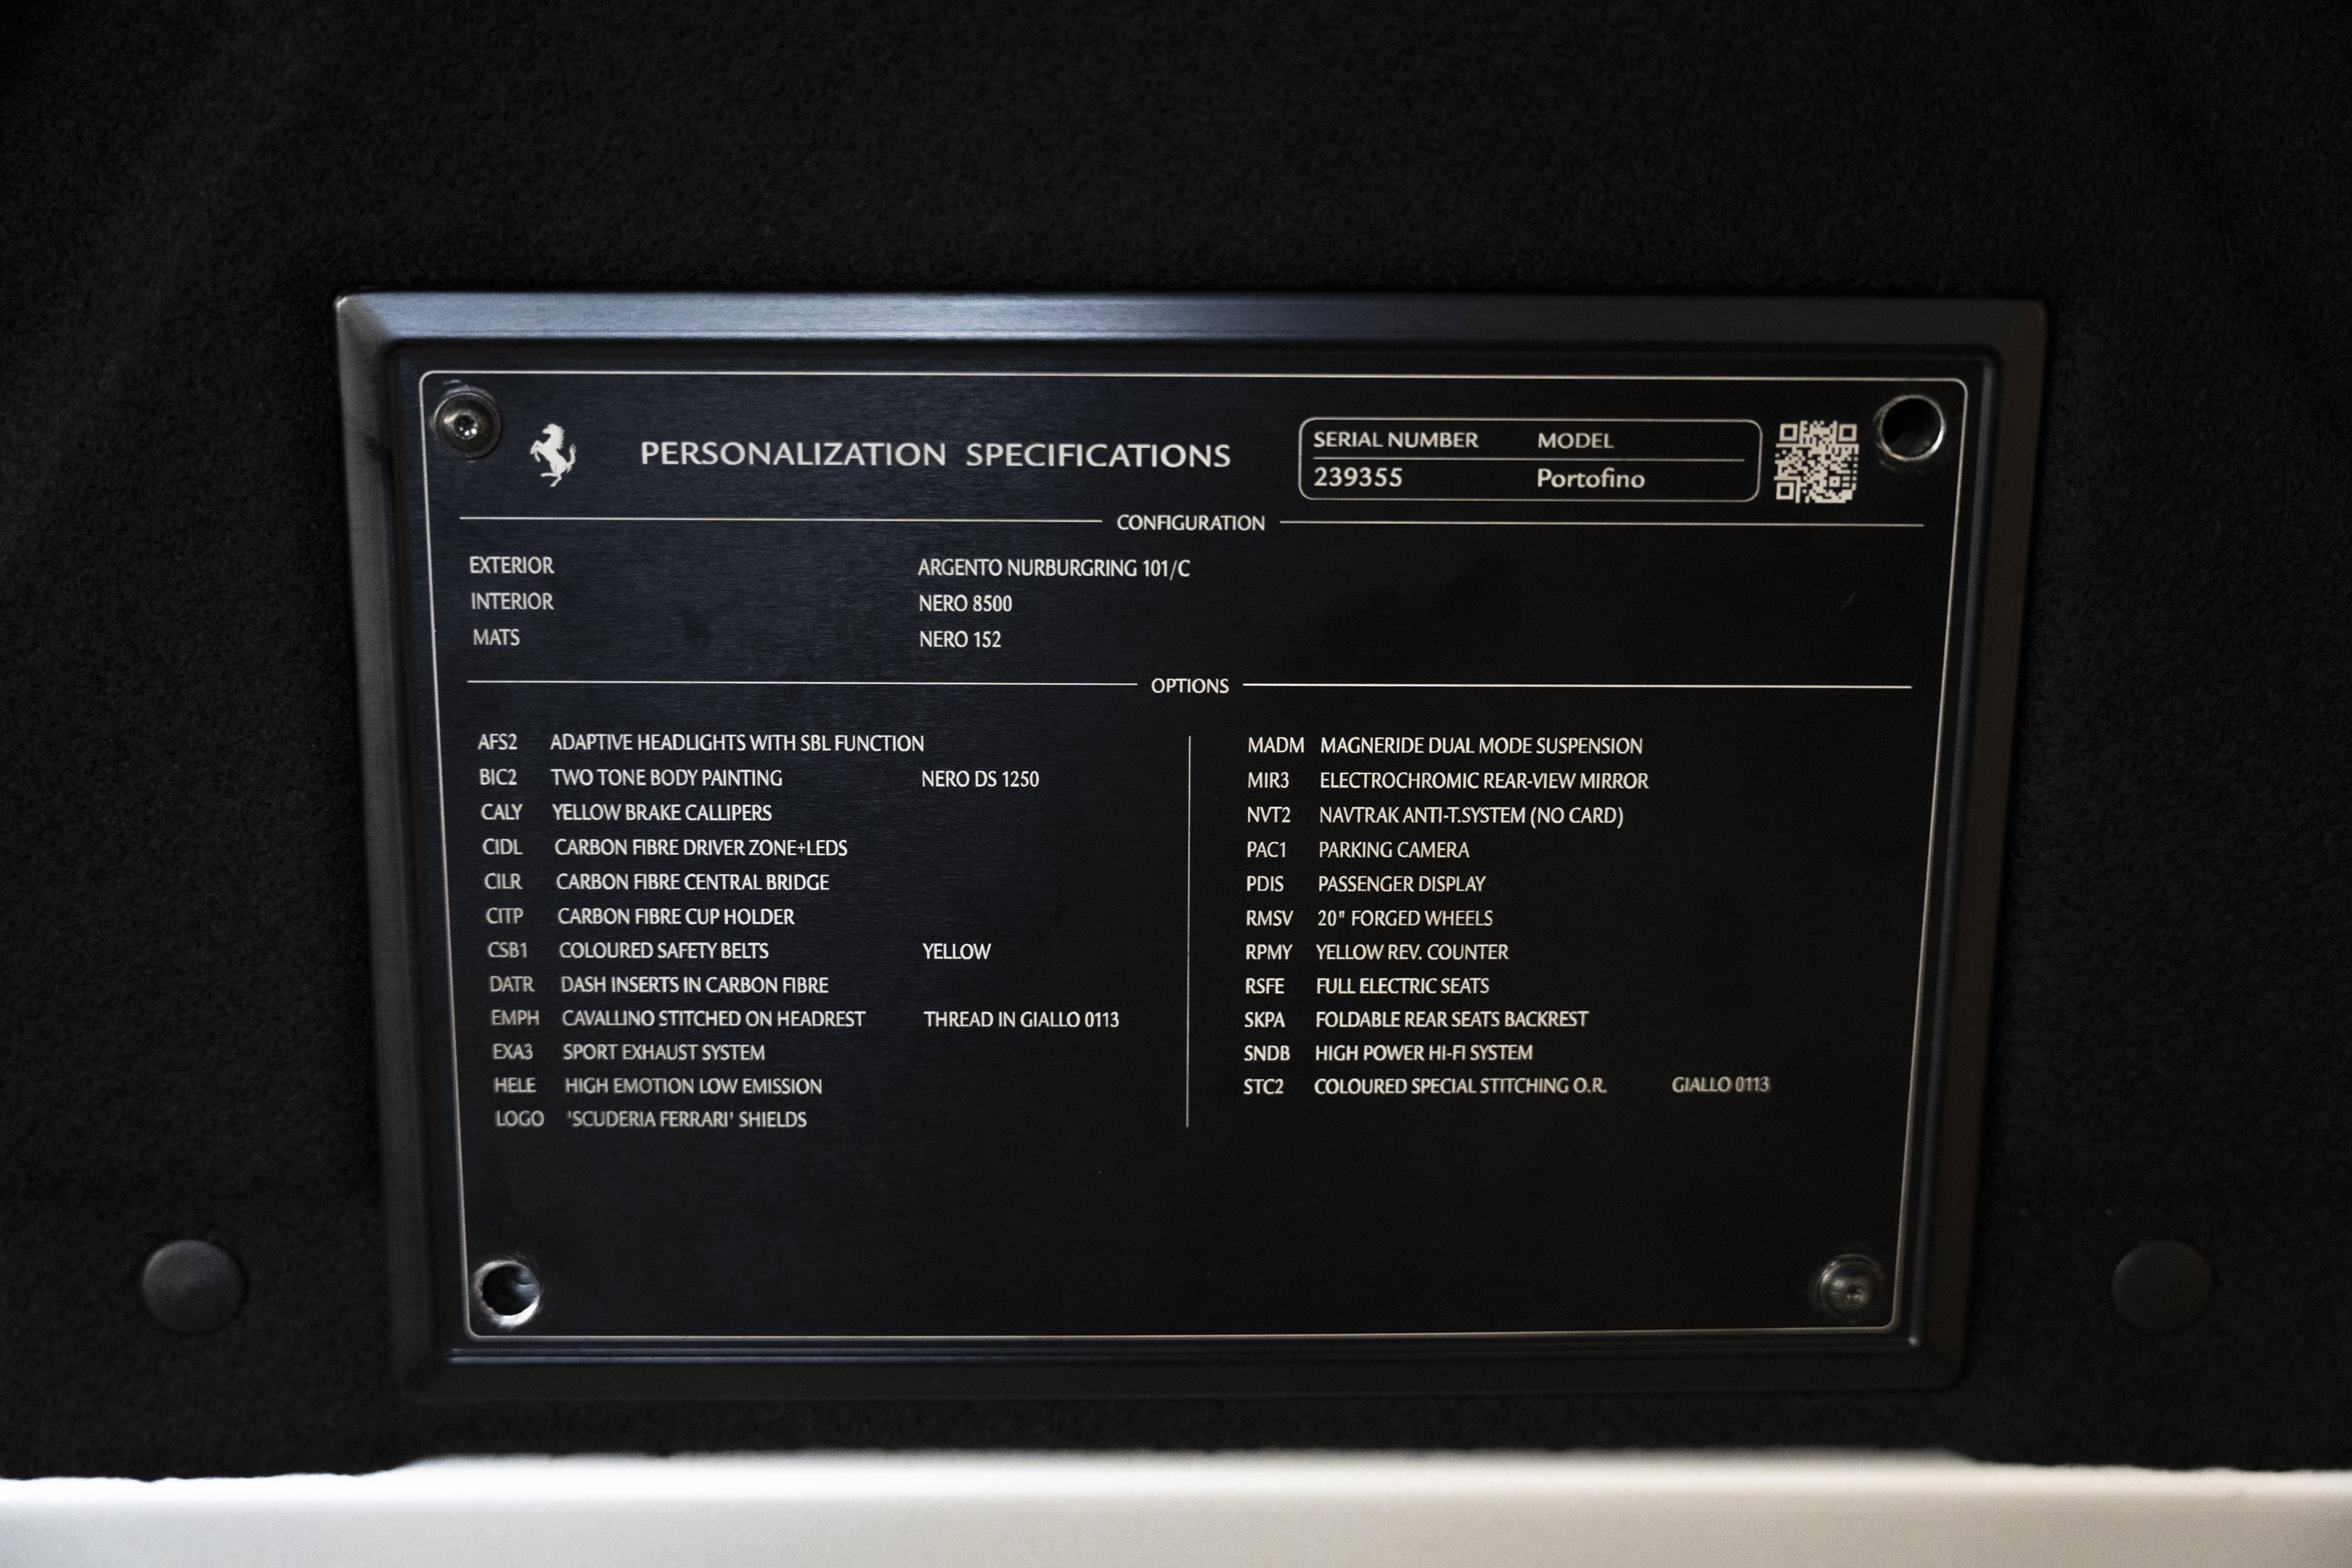 PERSONALIZATION SPECIFICATIONS
SERIAL NUMBER MODEL
239355 Portofino
CONFIGURATION
EXTERIOR ARGENTO NURBURGRING 101/C
INTERIOR NERO 8500
MATS NERO 152
OPTIONS
AFS2 ADAPTIVE HEADLIGHTS WITH SBL FUNCTION
BIC2 TWO TONE BODY PAINTING NERO DS 1250
CALY YELLOW BRAKE CALLIPERS
CIDL CARBON FIBRE DRIVER ZONE+LEDS
CILR CARBON FIBRE CENTRAL BRIDGE
CITP CARBON FIBRE CUP HOLDER
CSB1 COLOURED SAFETY BELTS YELLOW
DATR DASH INSERTS IN CARBON FIBRE
EMPH CAVALLINO STITCHED ON HEADREST THREAD IN GIALLO 0113
EXA3 SPORT EXHAUST SYSTEM
HELE HIGH EMOTION LOW EMISSION
LOGO 'SCUDERIA FERRARI' SHIELDS
MADM MAGNERIDE DUAL MODE SUSPENSION
MIR3 ELECTROCHROMIC REAR-VIEW MIRROR
NVT2 NAVTRAK ANTI-T.SYSTEM (NO CARD)
PAC1 PARKING CAMERA
PDIS PASSENGER DISPLAY
RMSV 20" FORGED WHEELS
RPMY YELLOW REV. COUNTER
RSFE FULL ELECTRIC SEATS
SKPA FOLDABLE REAR SEATS BACKREST
SNDB HIGH POWER HI-FI SYSTEM
STC2 COLOURED SPECIAL STITCHING O.R. GIALLO 0113